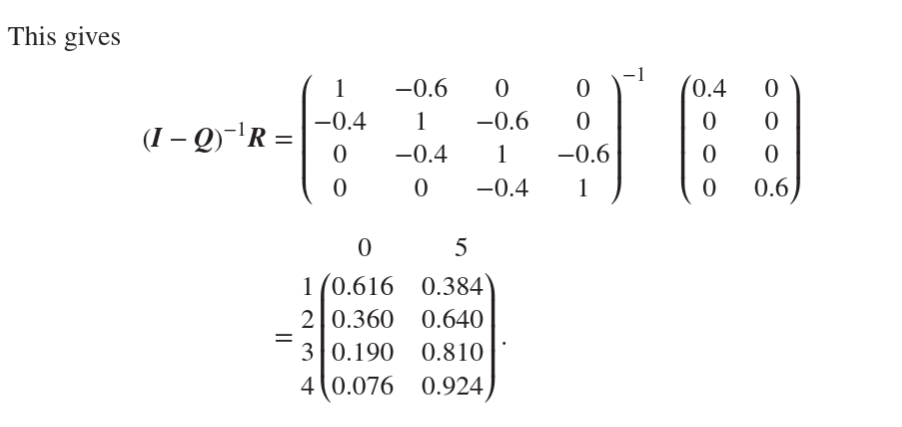 This gives
(I − Q)⁻¹R = ( 1 −0.6 0 0 )⁻¹ ( 0.4 0 )
−0.4 1 −0.6 0 0 0
0 −0.4 1 −0.6 0 0
0 0 −0.4 1 0 0.6
0 5
= 1 ( 0.616 0.384 )
2 0.360 0.640
3 0.190 0.810 .
4 0.076 0.924